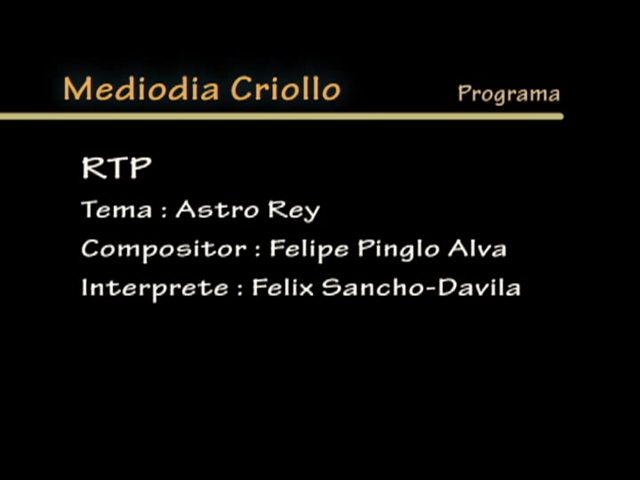 Mediodia Criollo
Programa
RTP
Tema : Astro Rey
Compositor : Felipe Pinglo Alva
Interprete : Felix Sancho-Davila